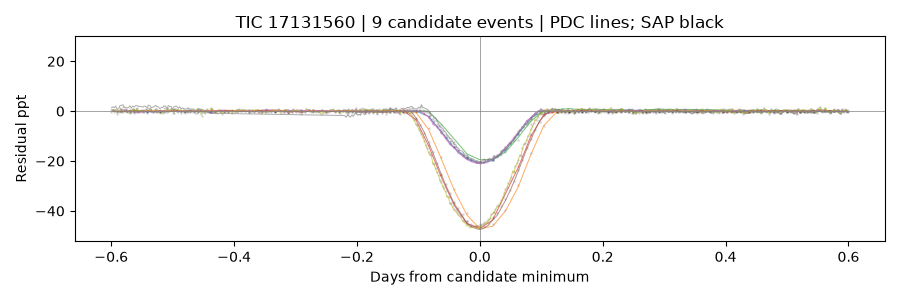 TIC 17131560 | 9 candidate events | PDC lines; SAP black
20
0
−20
−40
Residual ppt
−0.6 −0.4 −0.2 0.0 0.2 0.4 0.6
Days from candidate minimum